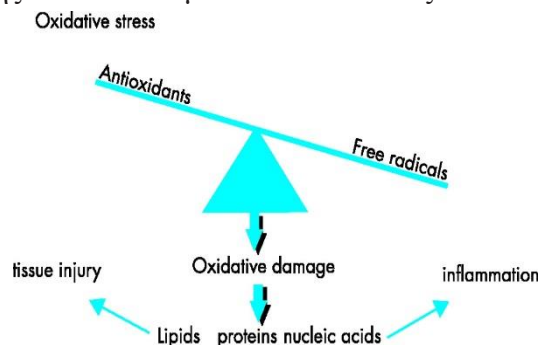 Oxidative stress
Antioxidants
Free radicals
Oxidative damage
tissue injury
inflammation
Lipids proteins nucleic acids